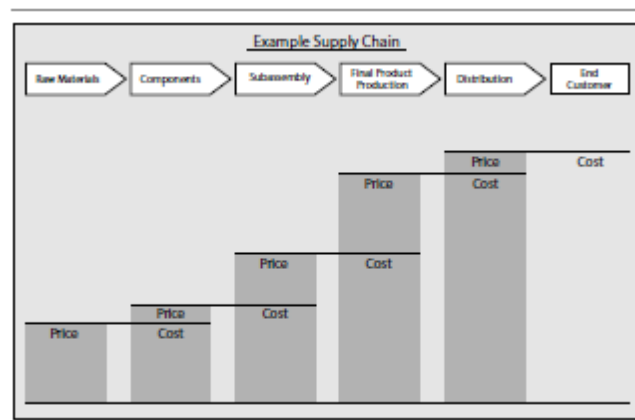 Example Supply Chain
Raw Materials
Components
Subassembly
Final Product
Production
Distribution
End
Customer
Price
Cost
Price
Cost
Price
Cost
Price
Cost
Price
Cost